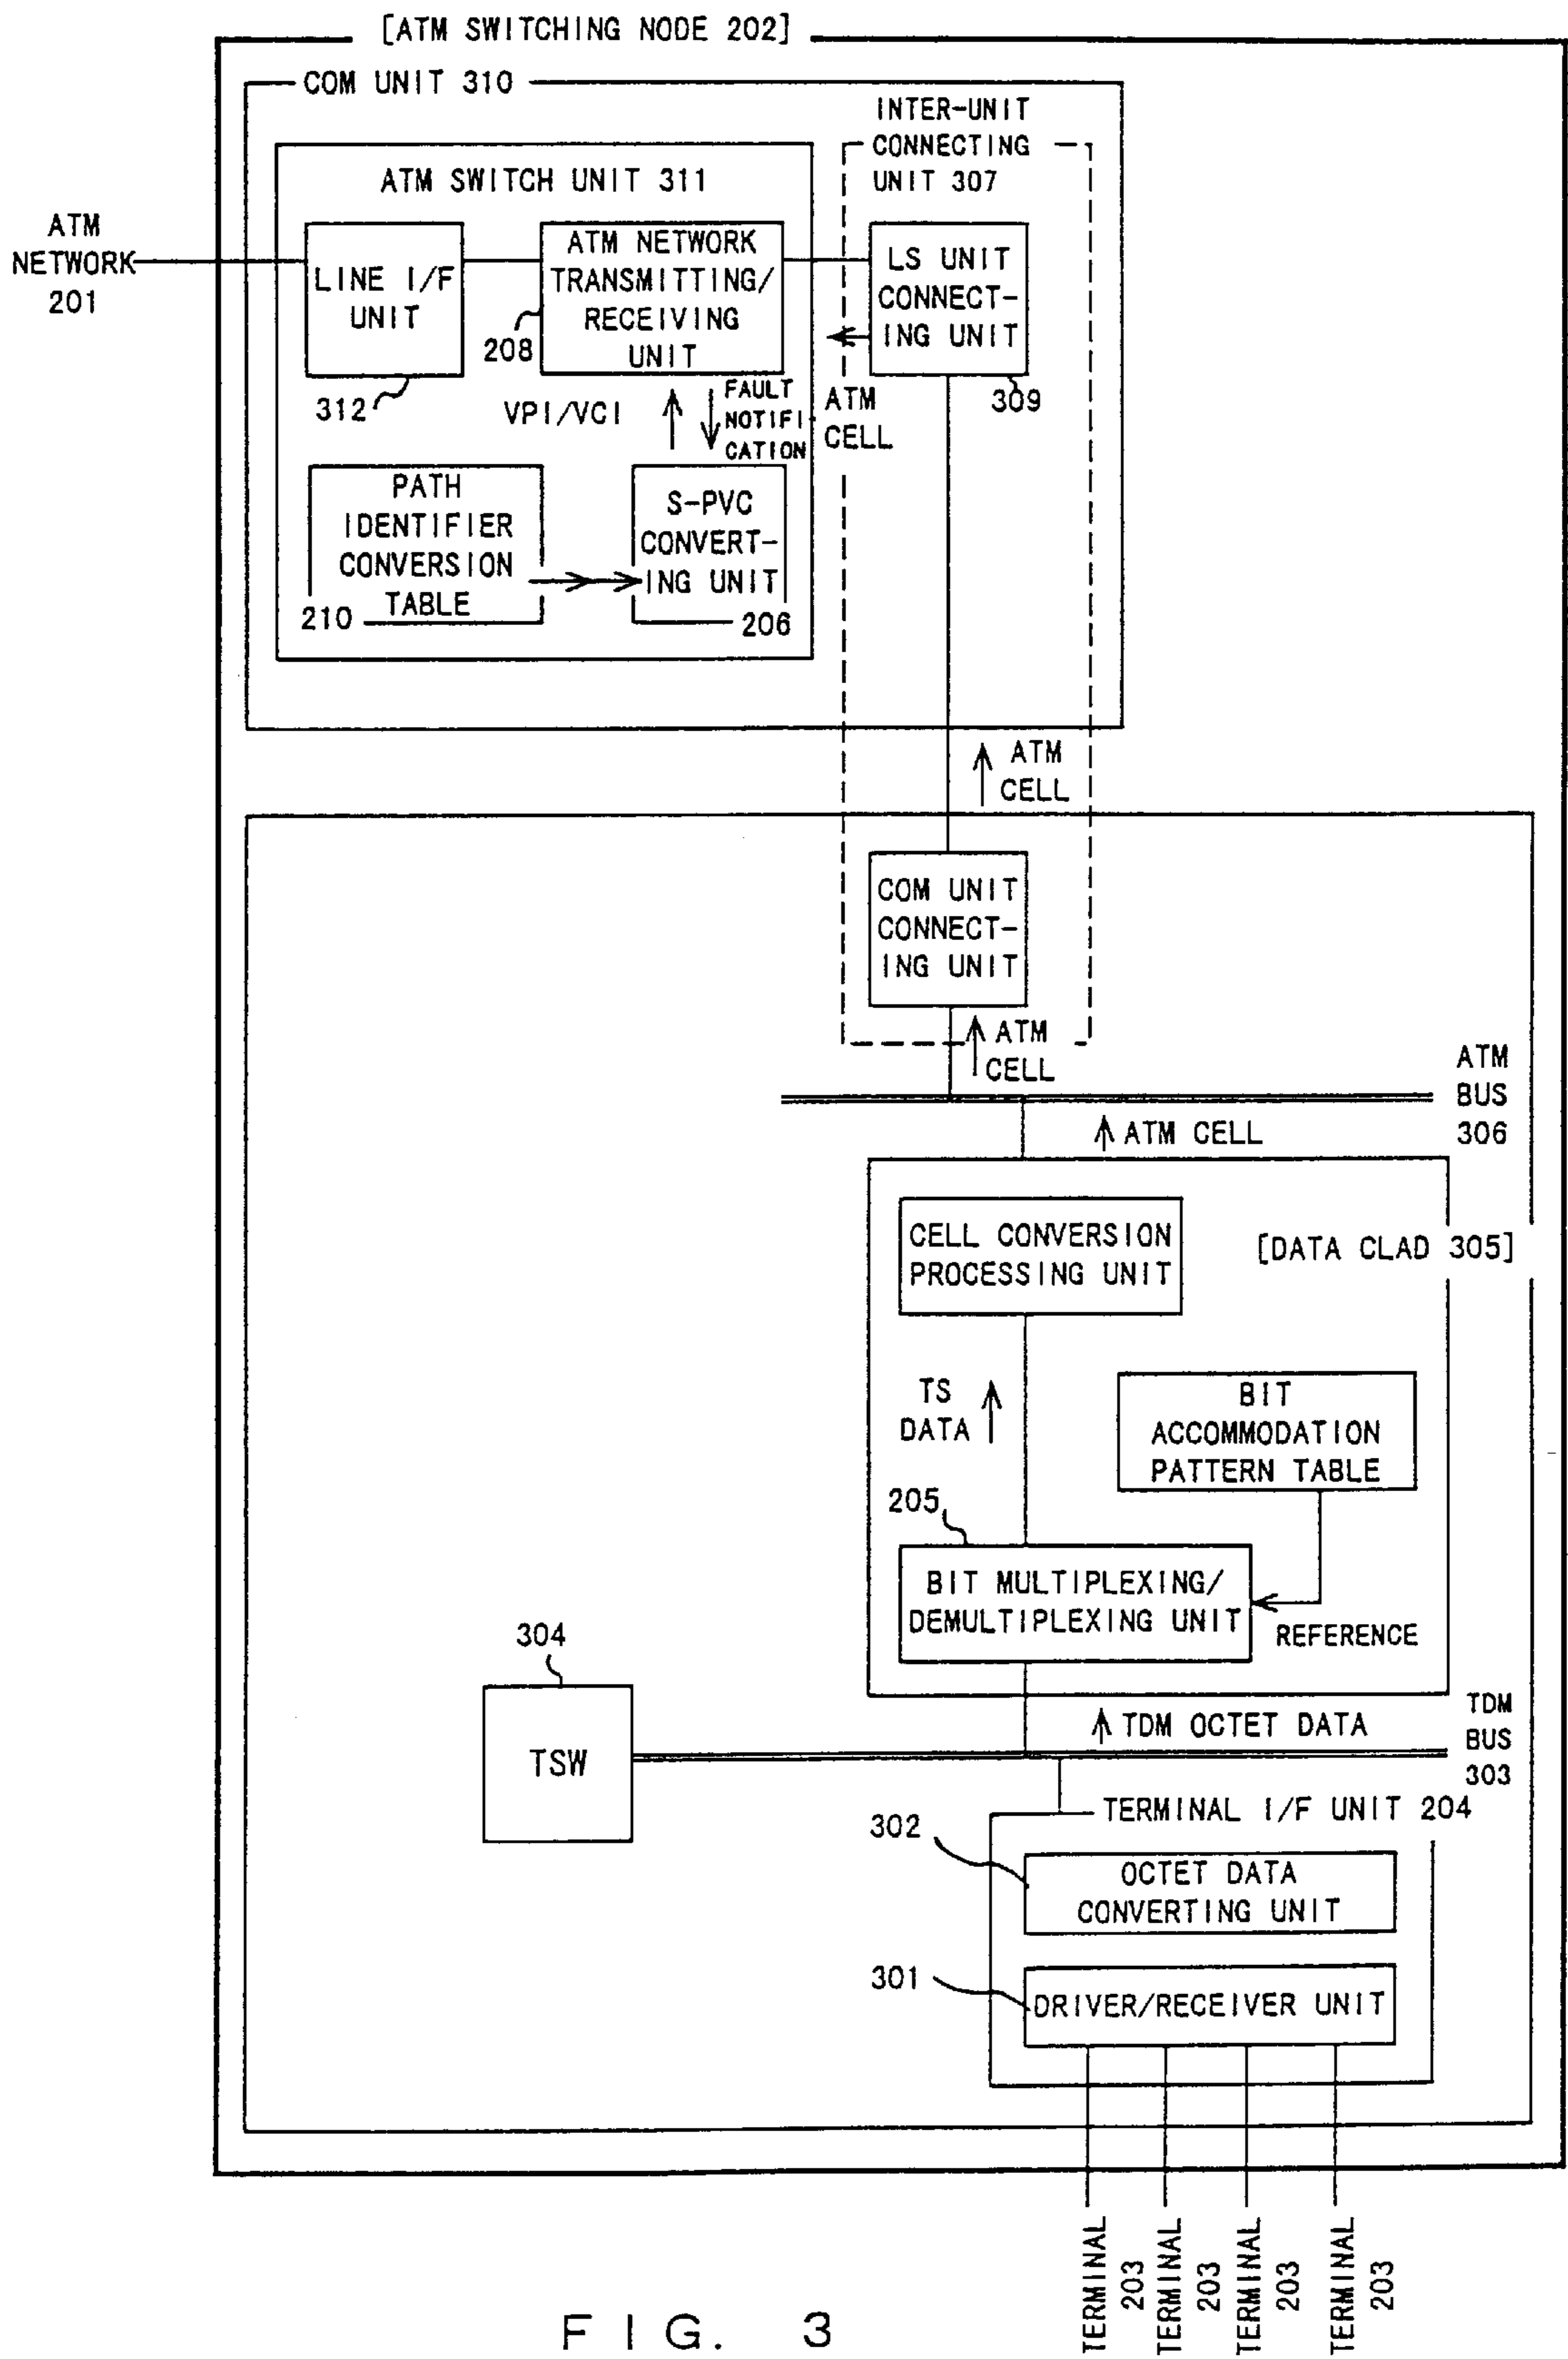 [ATM SWITCHING NODE 202]
COM UNIT 310
INTER-UNIT
CONNECTING
UNIT 307
ATM SWITCH UNIT 311
ATM
NETWORK
201
LINE I/F
UNIT
312
ATM NETWORK
TRANSMITTING/
RECEIVING
UNIT
208
LS UNIT
CONNECT-
ING UNIT
309
VPI/VCI
FAULT
NOTIFI
CATION
ATM
CELL
PATH
IDENTIFIER
CONVERSION
TABLE
210
S-PVC
CONVERT-
ING UNIT
206
ATM
CELL
COM UNIT
CONNECT-
ING UNIT
ATM
CELL
ATM
BUS
306
ATM CELL
CELL CONVERSION
PROCESSING UNIT
[DATA CLAD 305]
TS
DATA
BIT
ACCOMMODATION
PATTERN TABLE
205
BIT MULTIPLEXING/
DEMULTIPLEXING UNIT
REFERENCE
304
TSW
TDM OCTET DATA
TDM
BUS
303
TERMINAL I/F UNIT 204
302
OCTET DATA
CONVERTING UNIT
301
DRIVER/RECEIVER UNIT
TERMINAL
203
TERMINAL
203
TERMINAL
203
TERMINAL
203
FIG. 3